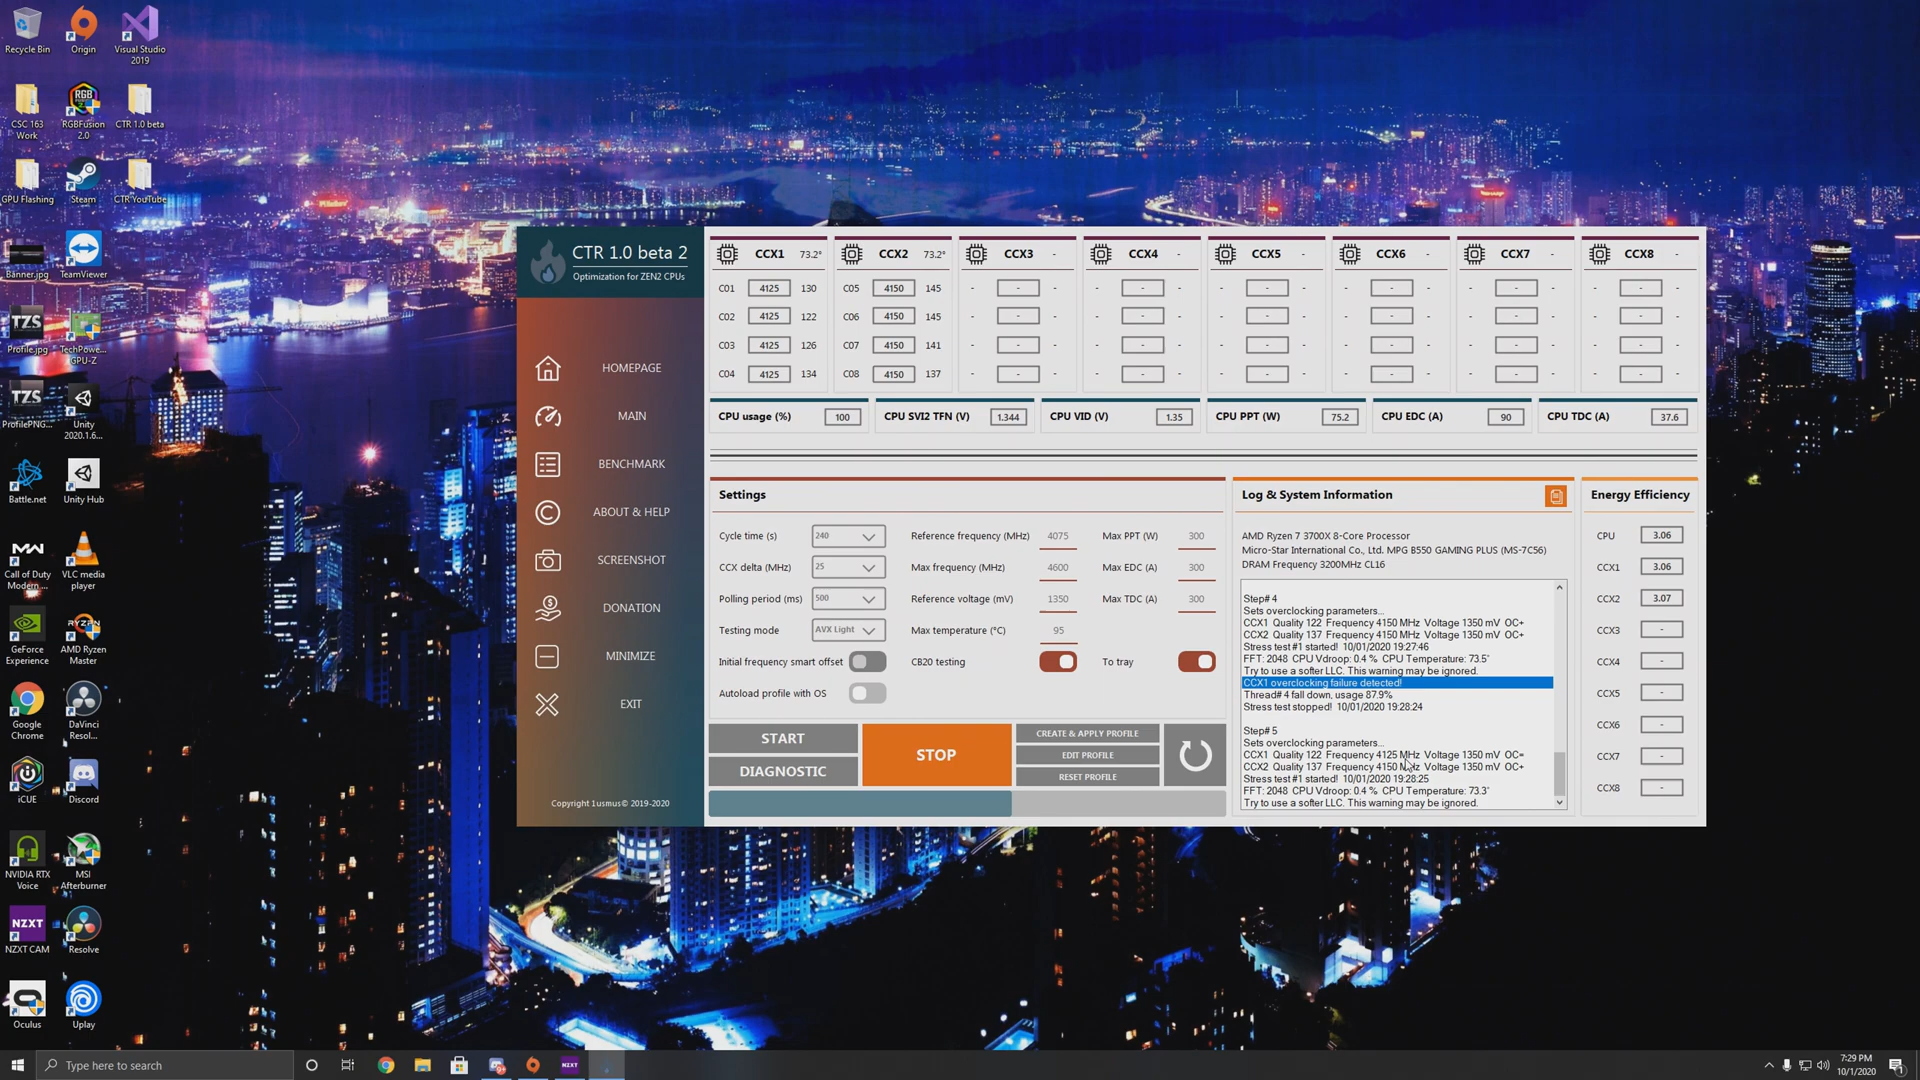 Recycle Bin
Origin
Visual Studio
2019
CSC 163
Work
RGBFusion
2.0
CTR 1.0 beta
GPU Flashing
Steam
CTR YouTube
Banner.jpg
TeamViewer
TZS
Profile.jpg
TechPowe...
GPU-Z
TZS
ProfilePNG...
Unity
2020.1.6...
Battle.net
Unity Hub
Call of Duty
Modern ...
VLC media
player
GeForce
Experience
RYZEN
AMD Ryzen
Master
Google
Chrome
DaVinci
Resol...
iCUE
Discord
NVIDIA RTX
Voice
MSI
Afterburner
NZXT
NZXT CAM
Resolve
Oculus
Uplay
CTR 1.0 beta 2
Optimization for ZEN2 CPUs
HOMEPAGE
MAIN
BENCHMARK
ABOUT & HELP
SCREENSHOT
DONATION
MINIMIZE
EXIT
Copyright 1usmus© 2019-2020
CCX1 73.2° CCX2 73.2° CCX3 - CCX4 - CCX5 - CCX6 - CCX7 - CCX8 -
C01 4125 130 C05 4150 145 - - - - - - - - - - - - - - - - - -
C02 4125 122 C06 4150 145 - - - - - - - - - - - - - - - - - -
C03 4125 126 C07 4150 141 - - - - - - - - - - - - - - - - - -
C04 4125 134 C08 4150 137 - - - - - - - - - - - - - - - - - -
CPU usage (%) 100 CPU SVI2 TFN (V) 1.344 CPU VID (V) 1.35 CPU PPT (W) 75.2 CPU EDC (A) 90 CPU TDC (A) 37.6
Settings
Cycle time (s) 240 Reference frequency (MHz) 4075 Max PPT (W) 300
CCX delta (MHz) 25 Max frequency (MHz) 4600 Max EDC (A) 300
Polling period (ms) 500 Reference voltage (mV) 1350 Max TDC (A) 300
Testing mode AVX Light Max temperature (°C) 95
Initial frequency smart offset CB20 testing To tray
Autoload profile with OS
START
DIAGNOSTIC
STOP
CREATE & APPLY PROFILE
EDIT PROFILE
RESET PROFILE
Log & System Information
AMD Ryzen 7 3700X 8-Core Processor
Micro-Star International Co., Ltd. MPG B550 GAMING PLUS (MS-7C56)
DRAM Frequency 3200MHz CL16
Step# 4
Sets overclocking parameters...
CCX1 Quality 122 Frequency 4150 MHz Voltage 1350 mV OC+
CCX2 Quality 137 Frequency 4150 MHz Voltage 1350 mV OC+
Stress test #1 started! 10/01/2020 19:27:46
FFT: 2048 CPU Vdroop: 0.4 % CPU Temperature: 73.5°
Try to use a softer LLC. This warning may be ignored.
CCX1 overclocking failure detected!
Thread# 4 fall down, usage 87.9%
Stress test stopped! 10/01/2020 19:28:24
Step# 5
Sets overclocking parameters...
CCX1 Quality 122 Frequency 4125 MHz Voltage 1350 mV OC=
CCX2 Quality 137 Frequency 4150 MHz Voltage 1350 mV OC+
Stress test #1 started! 10/01/2020 19:28:25
FFT: 2048 CPU Vdroop: 0.4 % CPU Temperature: 73.3°
Try to use a softer LLC. This warning may be ignored.
Energy Efficiency
CPU 3.06
CCX1 3.06
CCX2 3.07
CCX3 -
CCX4 -
CCX5 -
CCX6 -
CCX7 -
CCX8 -
Type here to search
NZXT
7:29 PM
10/1/2020